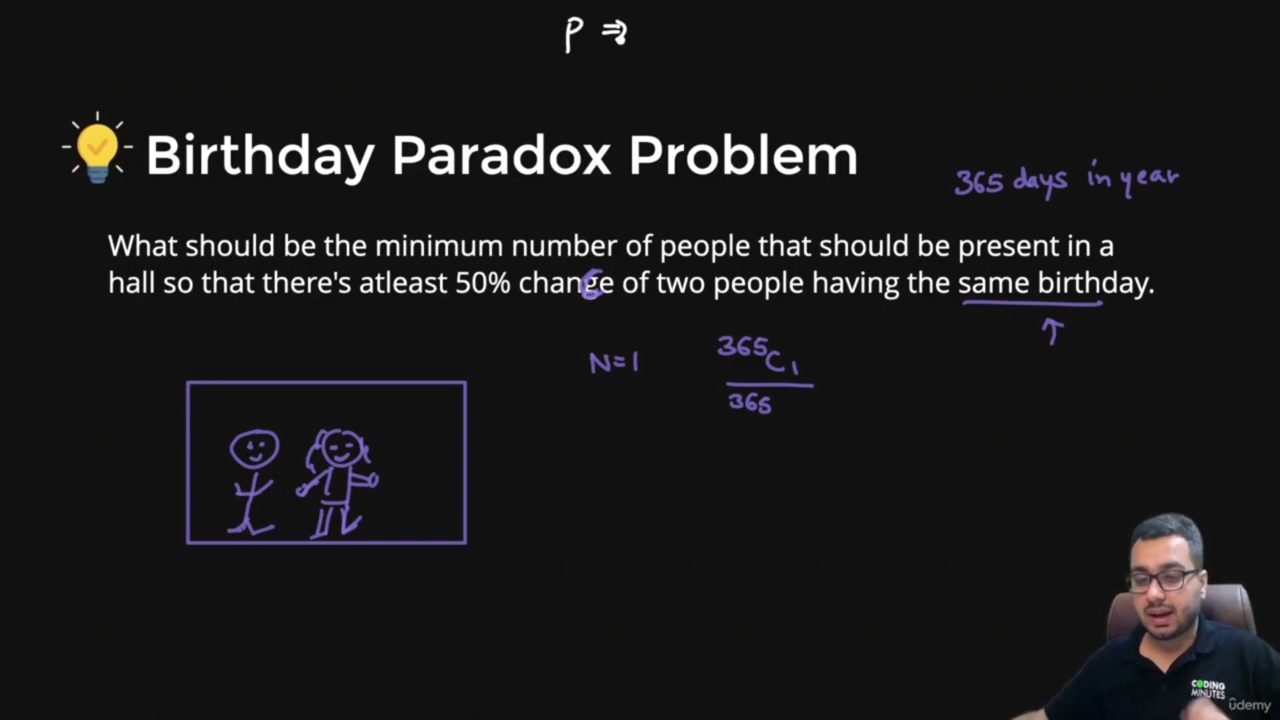 P ⇒
Birthday Paradox Problem
365 days in year
What should be the minimum number of people that should be present in a
hall so that there's atleast 50% change of two people having the same birthday.
N=1
365C1
365
CODING
MINUTES
ûdemy